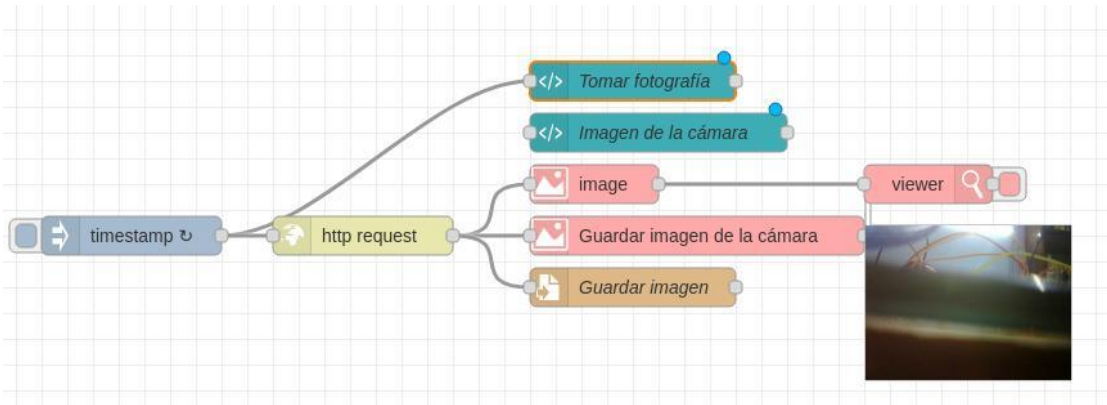 Tomar fotografía
Imagen de la cámara
image
viewer
timestamp ↻
http request
Guardar imagen de la cámara
Guardar imagen